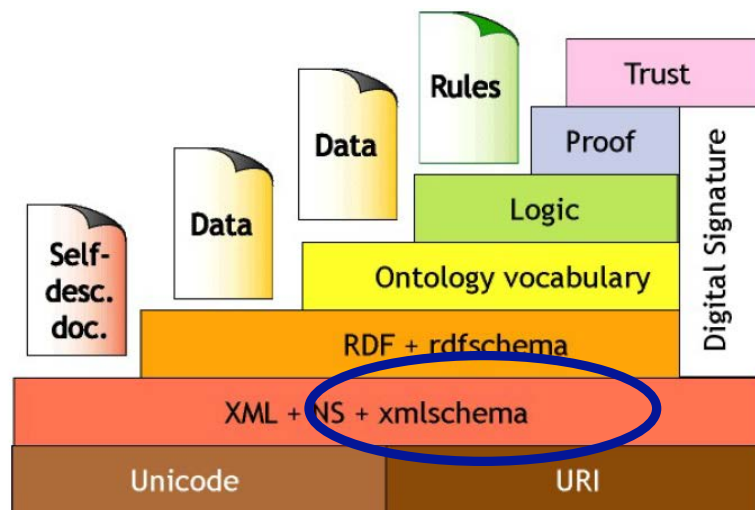 Rules
Trust
Data
Proof
Data
Logic
Self-
desc.
doc.
Ontology vocabulary
Digital Signature
RDF + rdfschema
XML + NS + xmlschema
Unicode
URI